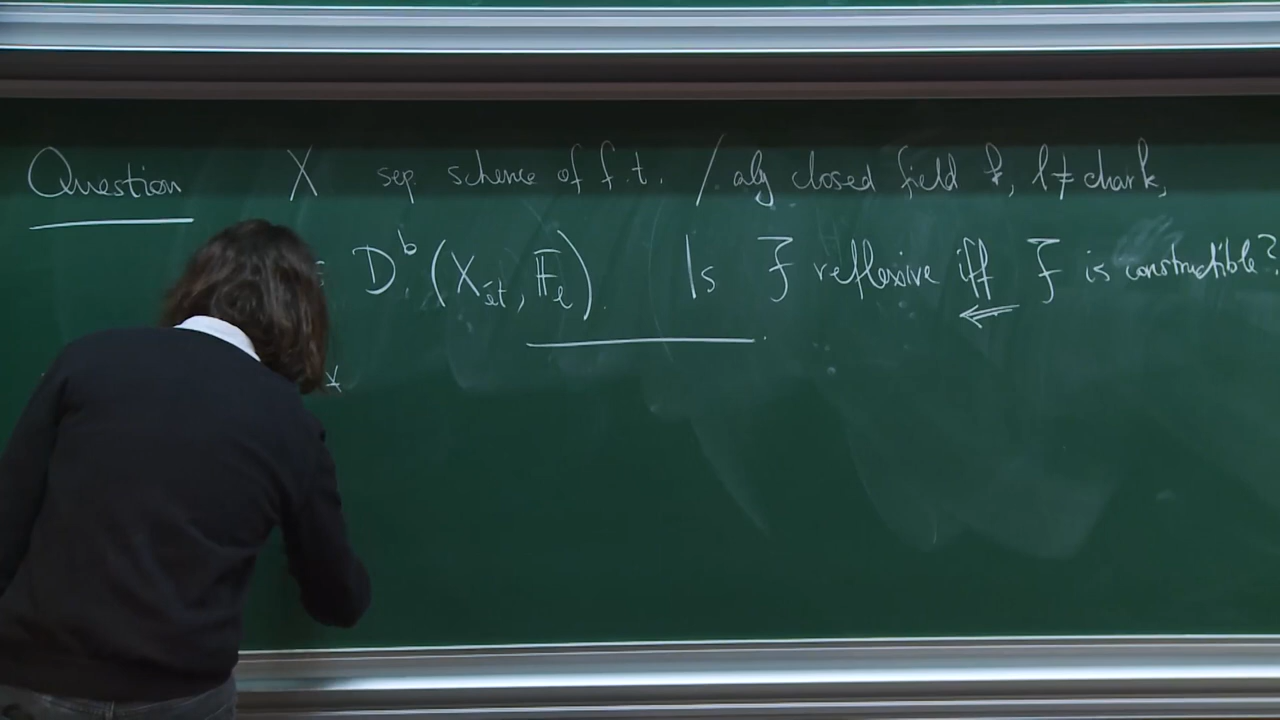 Question X sep. scheme of f.t. / alg closed field k, l ≠ char k,
∈ D^b(X_ét, 𝔽_ℓ). Is F reflexive iff F is constructible?
⇐
*